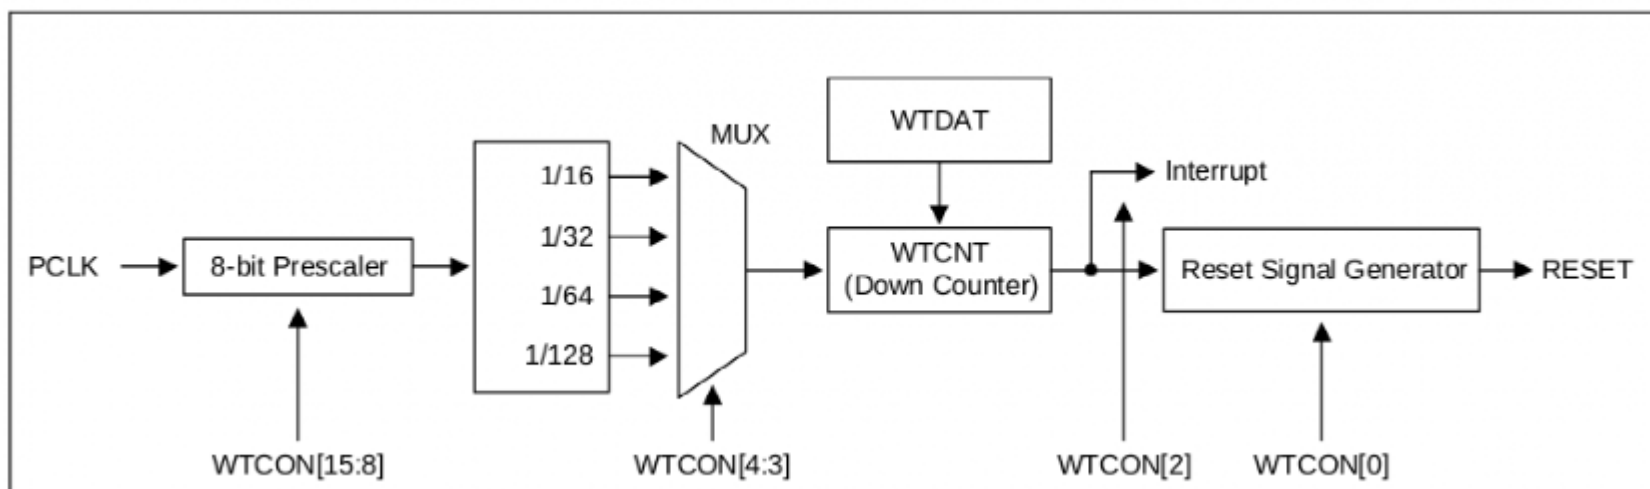 WTDAT
MUX
1/16
1/32
1/64
1/128
PCLK
8-bit Prescaler
WTCNT
(Down Counter)
Interrupt
Reset Signal Generator
RESET
WTCON[15:8]
WTCON[4:3]
WTCON[2]
WTCON[0]